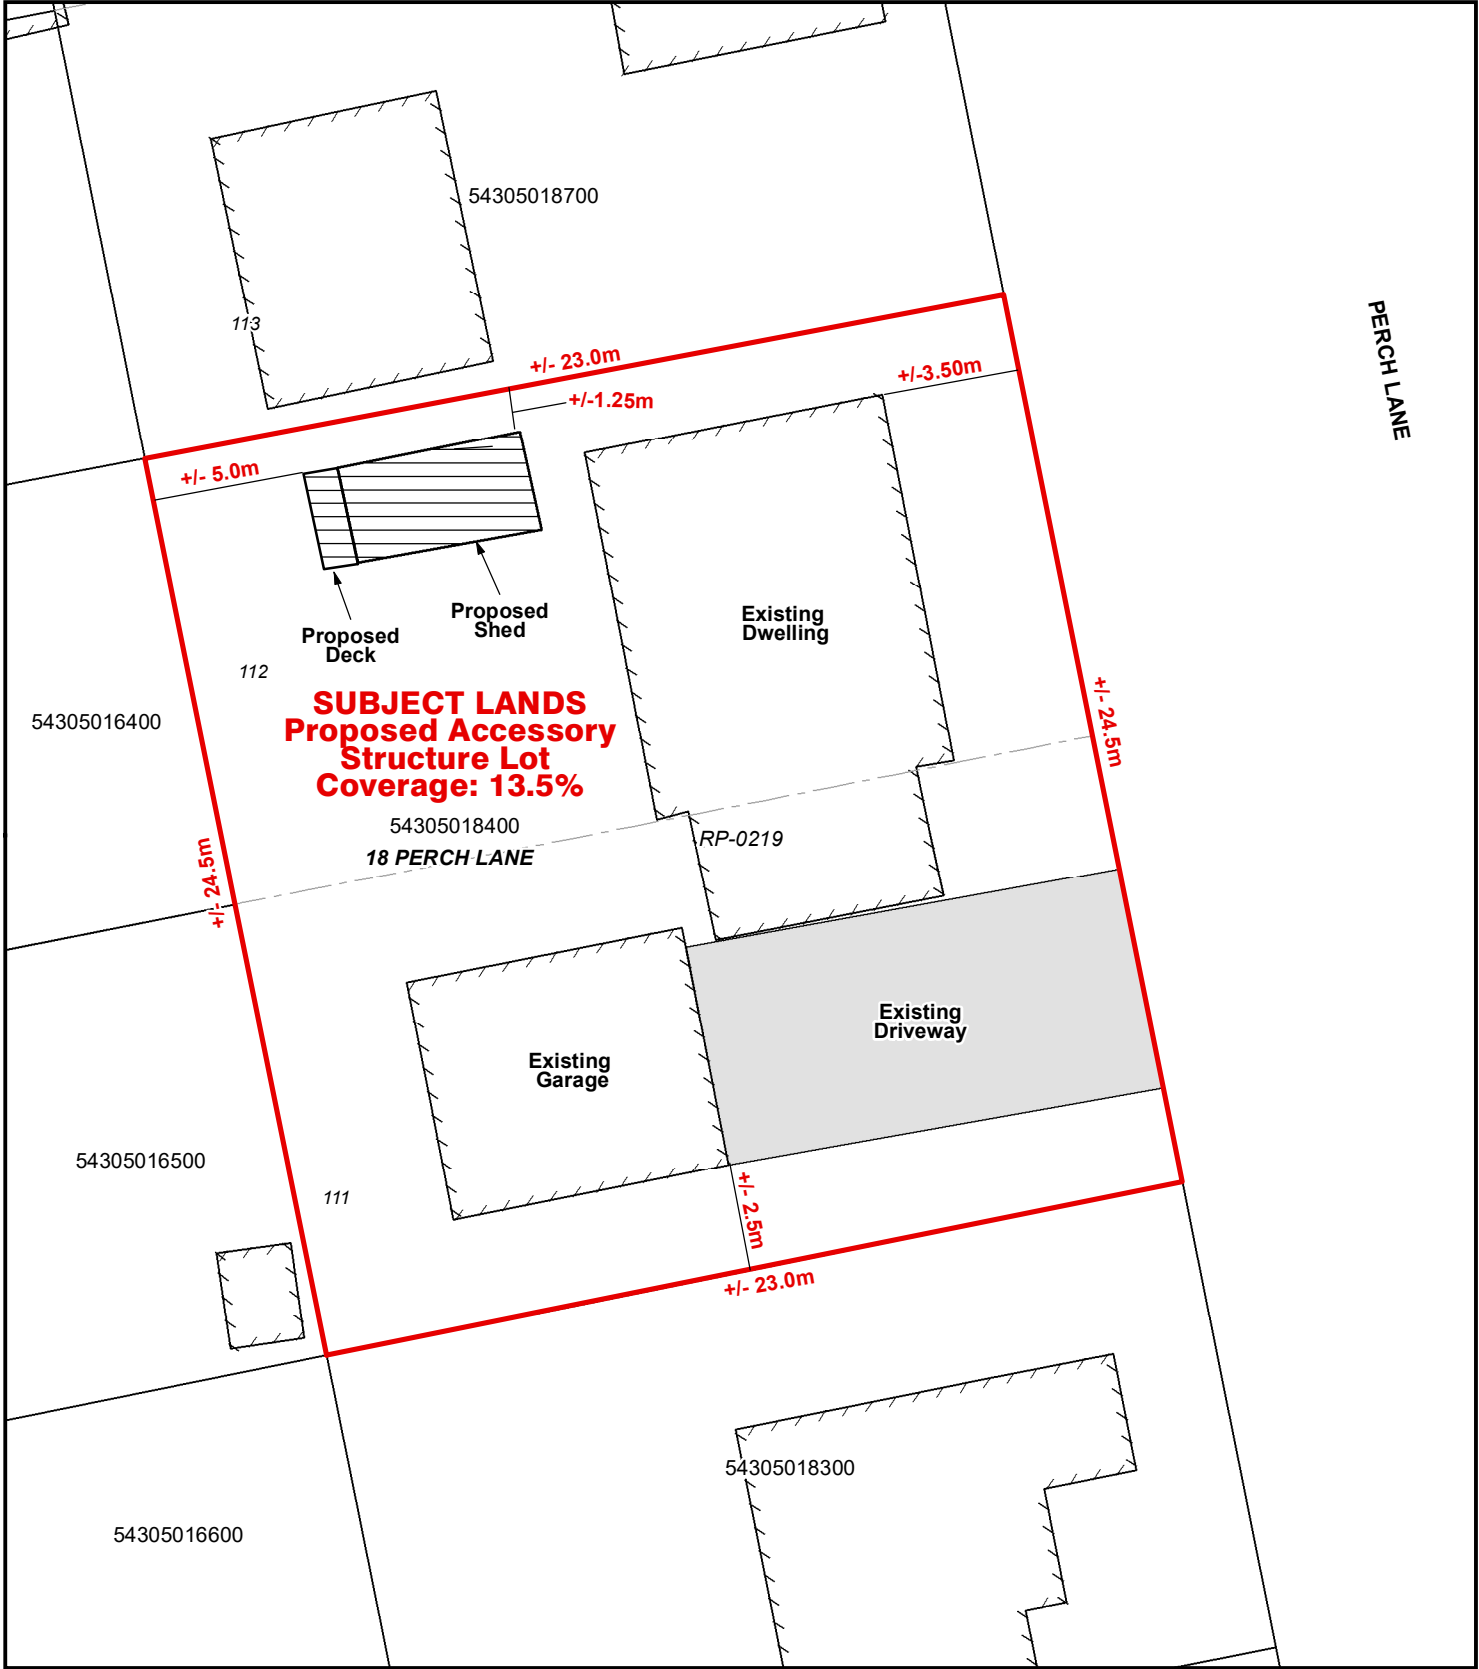 54305018700
113
PERCH LANE
+/- 23.0m
+/-3.50m
+/-1.25m
+/- 5.0m
Proposed
Shed
Existing
Dwelling
Proposed
Deck
112
SUBJECT LANDS
Proposed Accessory
Structure Lot
Coverage: 13.5%
54305016400
+/- 24.5m
54305018400
18 PERCH LANE
RP-0219
+/- 24.5m
Existing
Driveway
Existing
Garage
54305016500
111
+/- 2.5m
+/- 23.0m
54305018300
54305016600